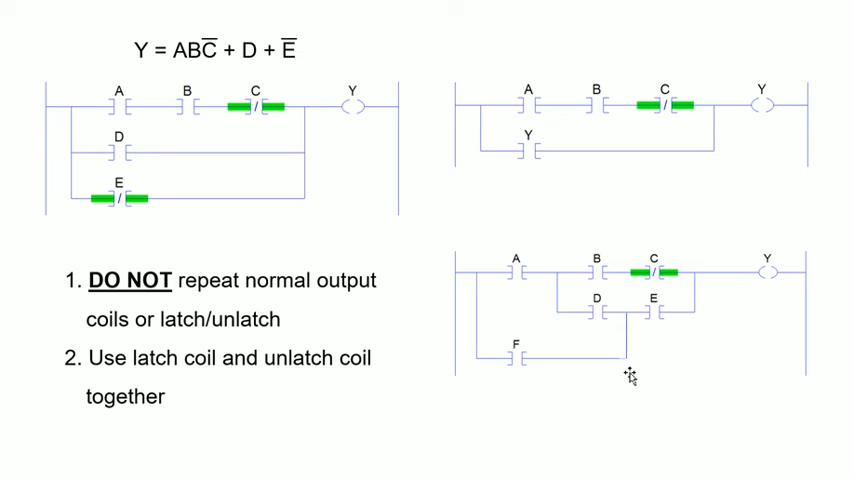 Y = ABC̅ + D + E̅
A B C Y
D
E
A B C Y
Y
1. DO NOT repeat normal output
coils or latch/unlatch
2. Use latch coil and unlatch coil
together
A B C Y
D E
F